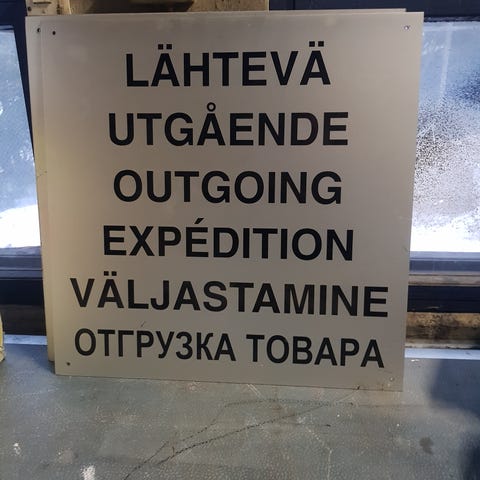 LÄHTEVÄ
UTGÅENDE
OUTGOING
EXPÉDITION
VÄLJASTAMINE
ОТГРУЗКА ТОВАРА